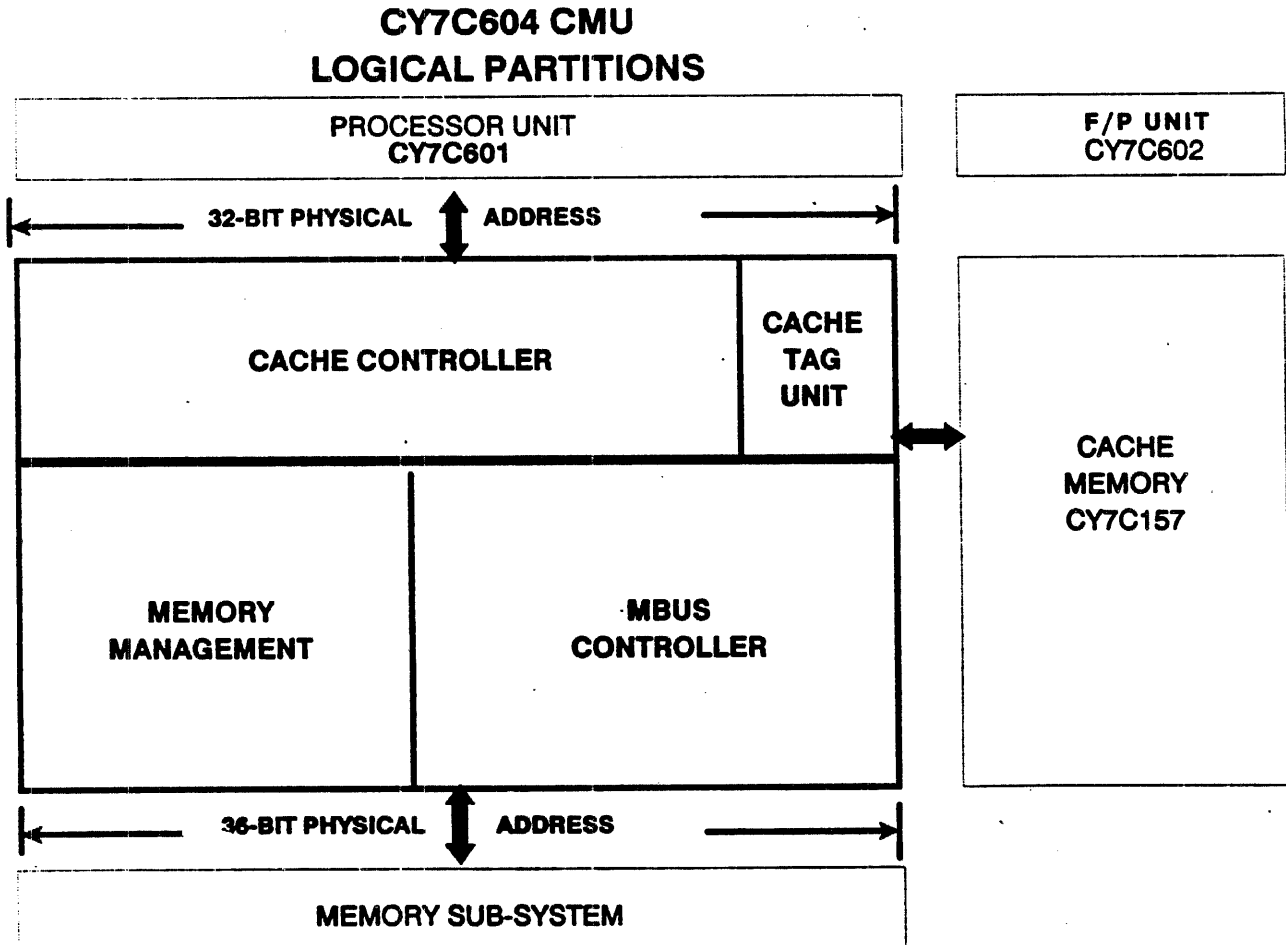 CY7C604 CMU
LOGICAL PARTITIONS
PROCESSOR UNIT
CY7C601
F/P UNIT
CY7C602
32-BIT PHYSICAL ADDRESS
CACHE CONTROLLER
CACHE
TAG
UNIT
CACHE
MEMORY
CY7C157
MEMORY
MANAGEMENT
MBUS
CONTROLLER
36-BIT PHYSICAL ADDRESS
MEMORY SUB-SYSTEM